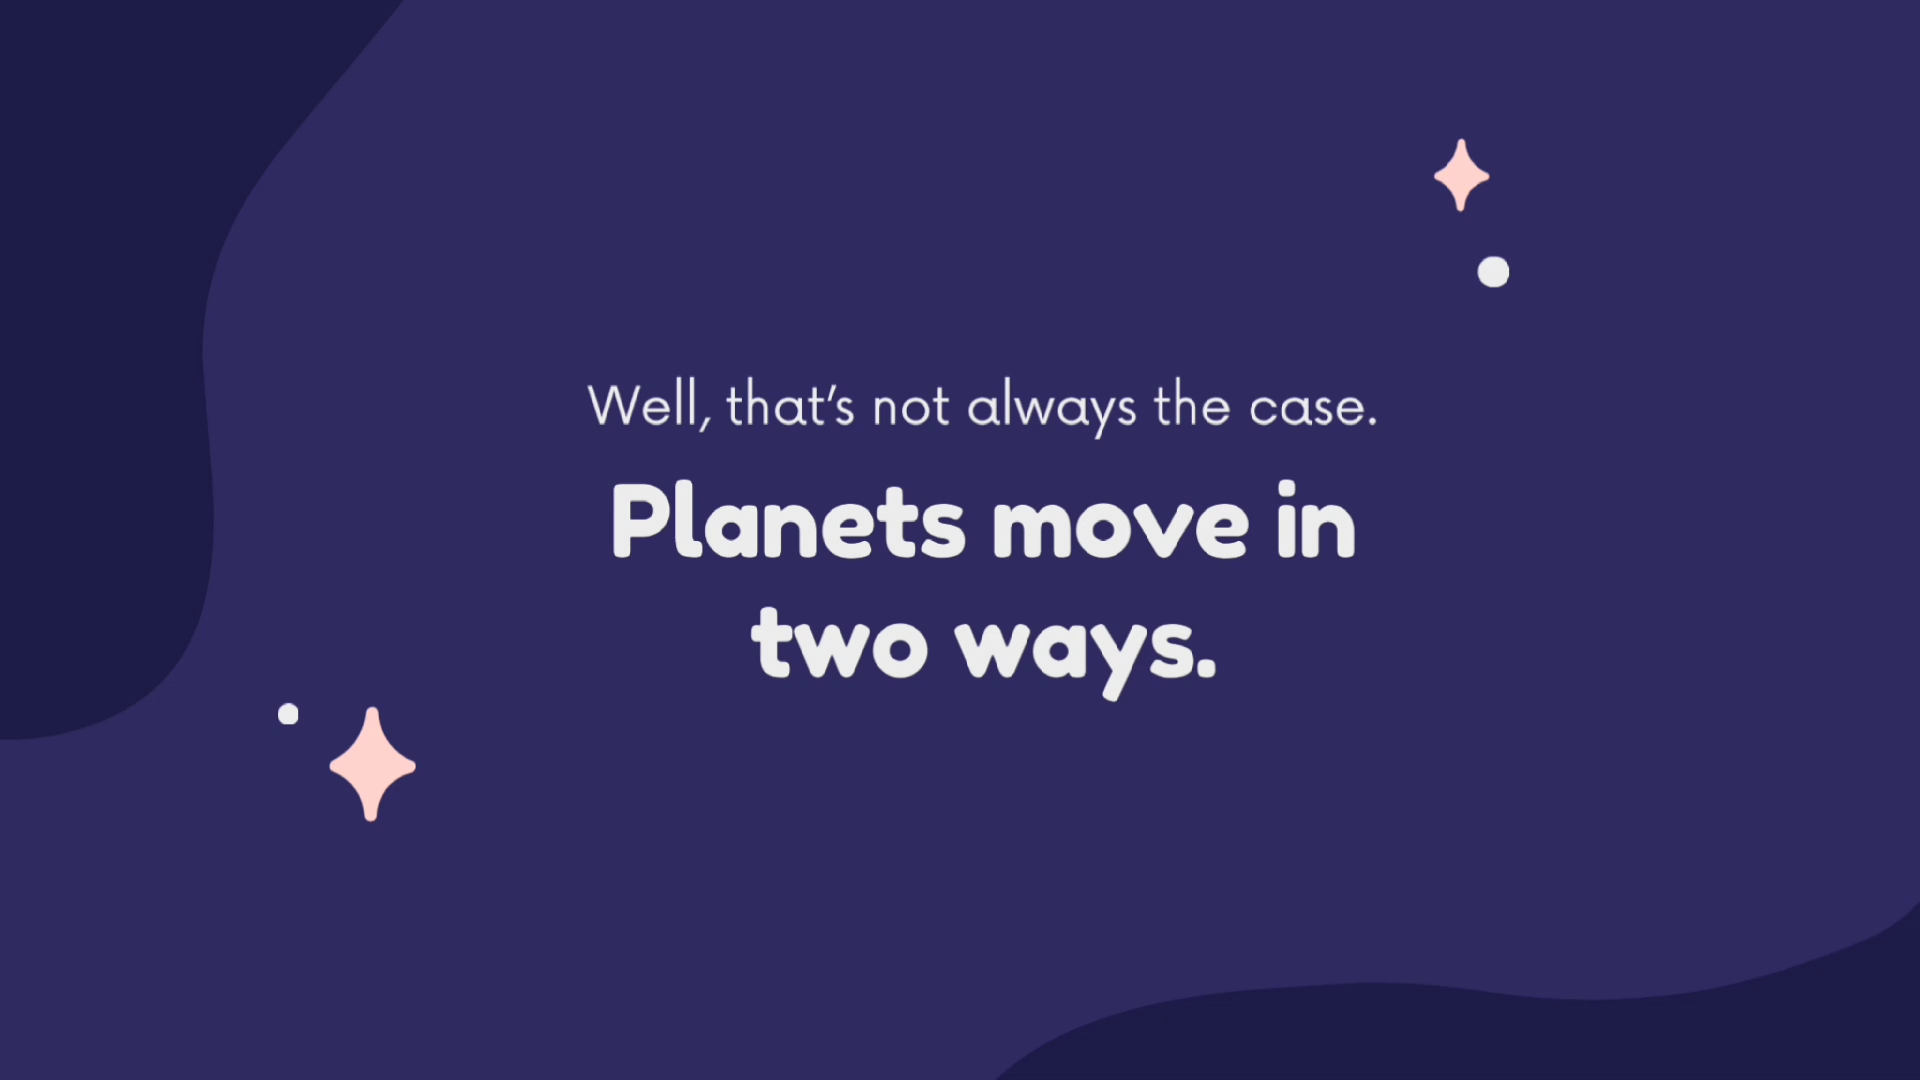 Well, that’s not always the case.
Planets move in
two ways.